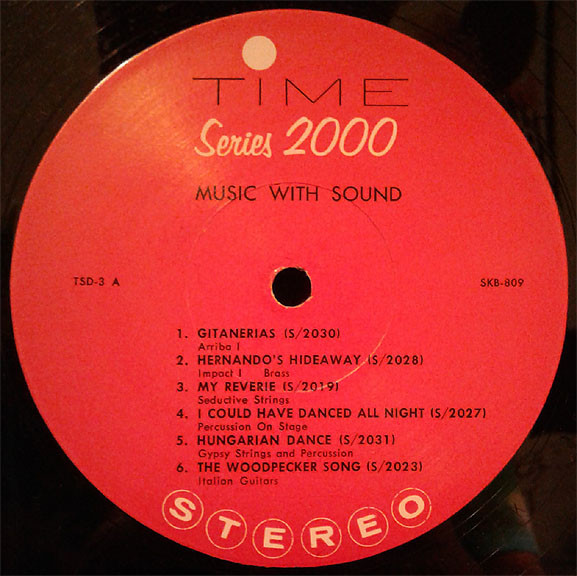 TIME
Series 2000
MUSIC WITH SOUND
TSD-3 A
SKB-809
1. GITANERIAS (S/2030)
Arriba !
2. HERNANDO'S HIDEAWAY (S/2028)
Impact ! Brass
3. MY REVERIE (S/2019)
Seductive Strings
4. I COULD HAVE DANCED ALL NIGHT (S/2027)
Percussion On Stage
5. HUNGARIAN DANCE (S/2031)
Gypsy Strings and Percussion
6. THE WOODPECKER SONG (S/2023)
Italian Guitars
STEREO